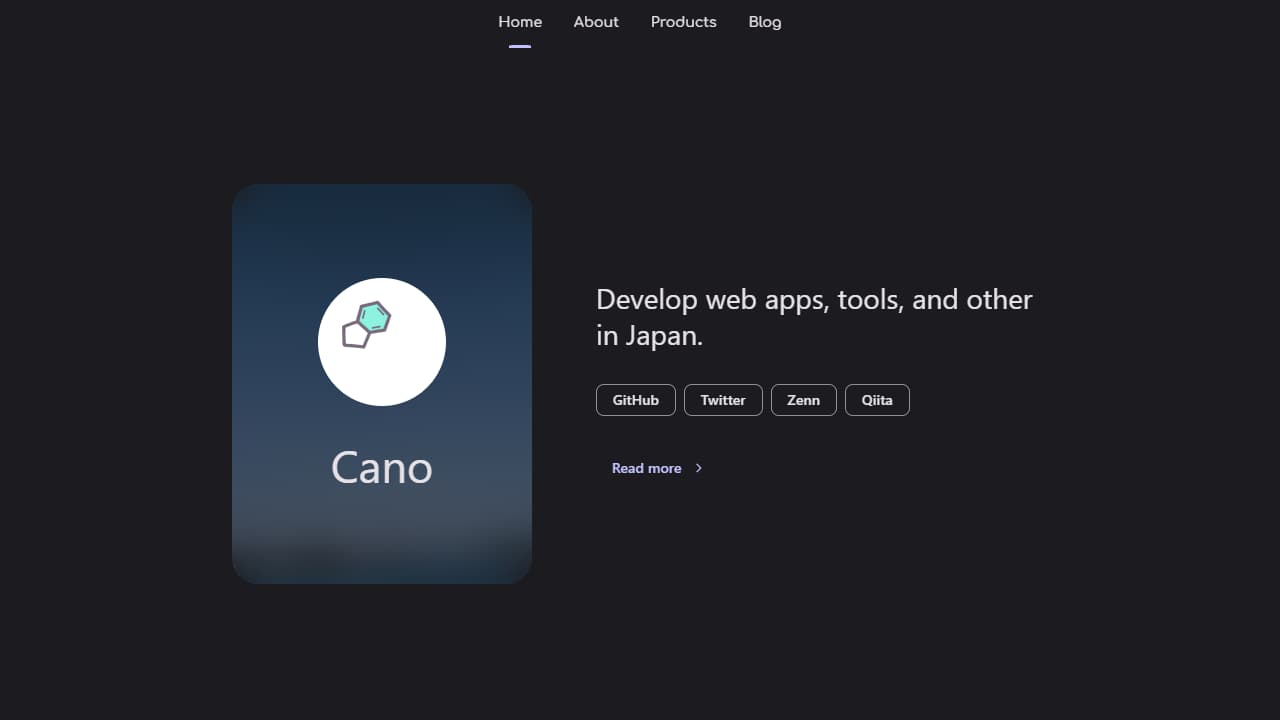 Home About Products Blog
Cano
Develop web apps, tools, and other
in Japan.
GitHub Twitter Zenn Qiita
Read more